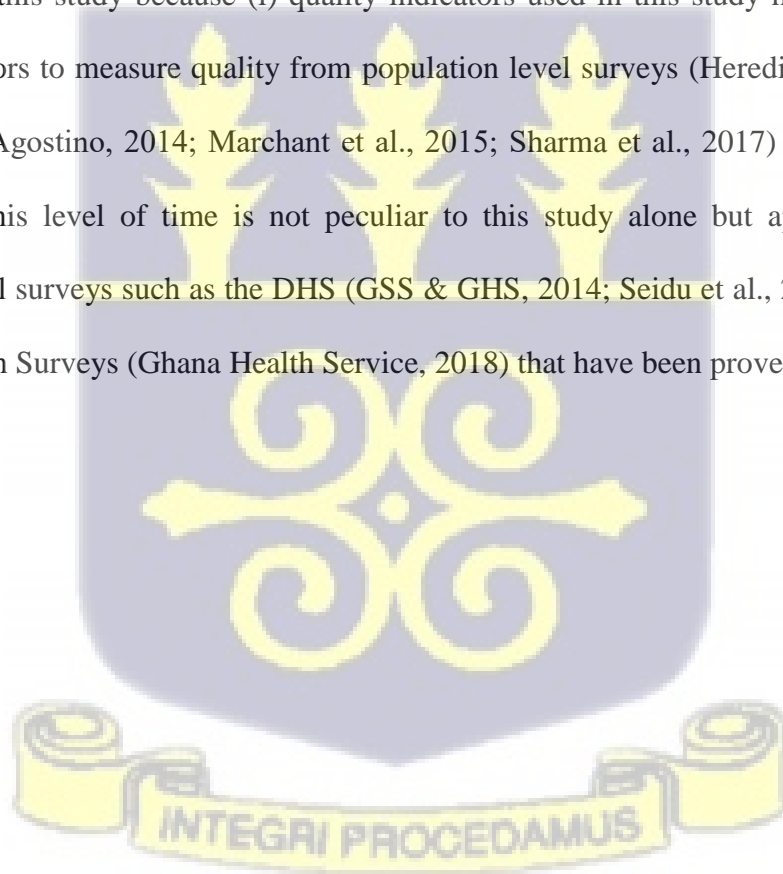 this study because (i) quality indicators used in this study
ors to measure quality from population level surveys (Heredi
Agostino, 2014; Marchant et al., 2015; Sharma et al., 2017)
his level of time is not peculiar to this study alone but a
l surveys such as the DHS (GSS & GHS, 2014; Seidu et al., 2
n Surveys (Ghana Health Service, 2018) that have been prove
INTEGRI PROCEDAMUS